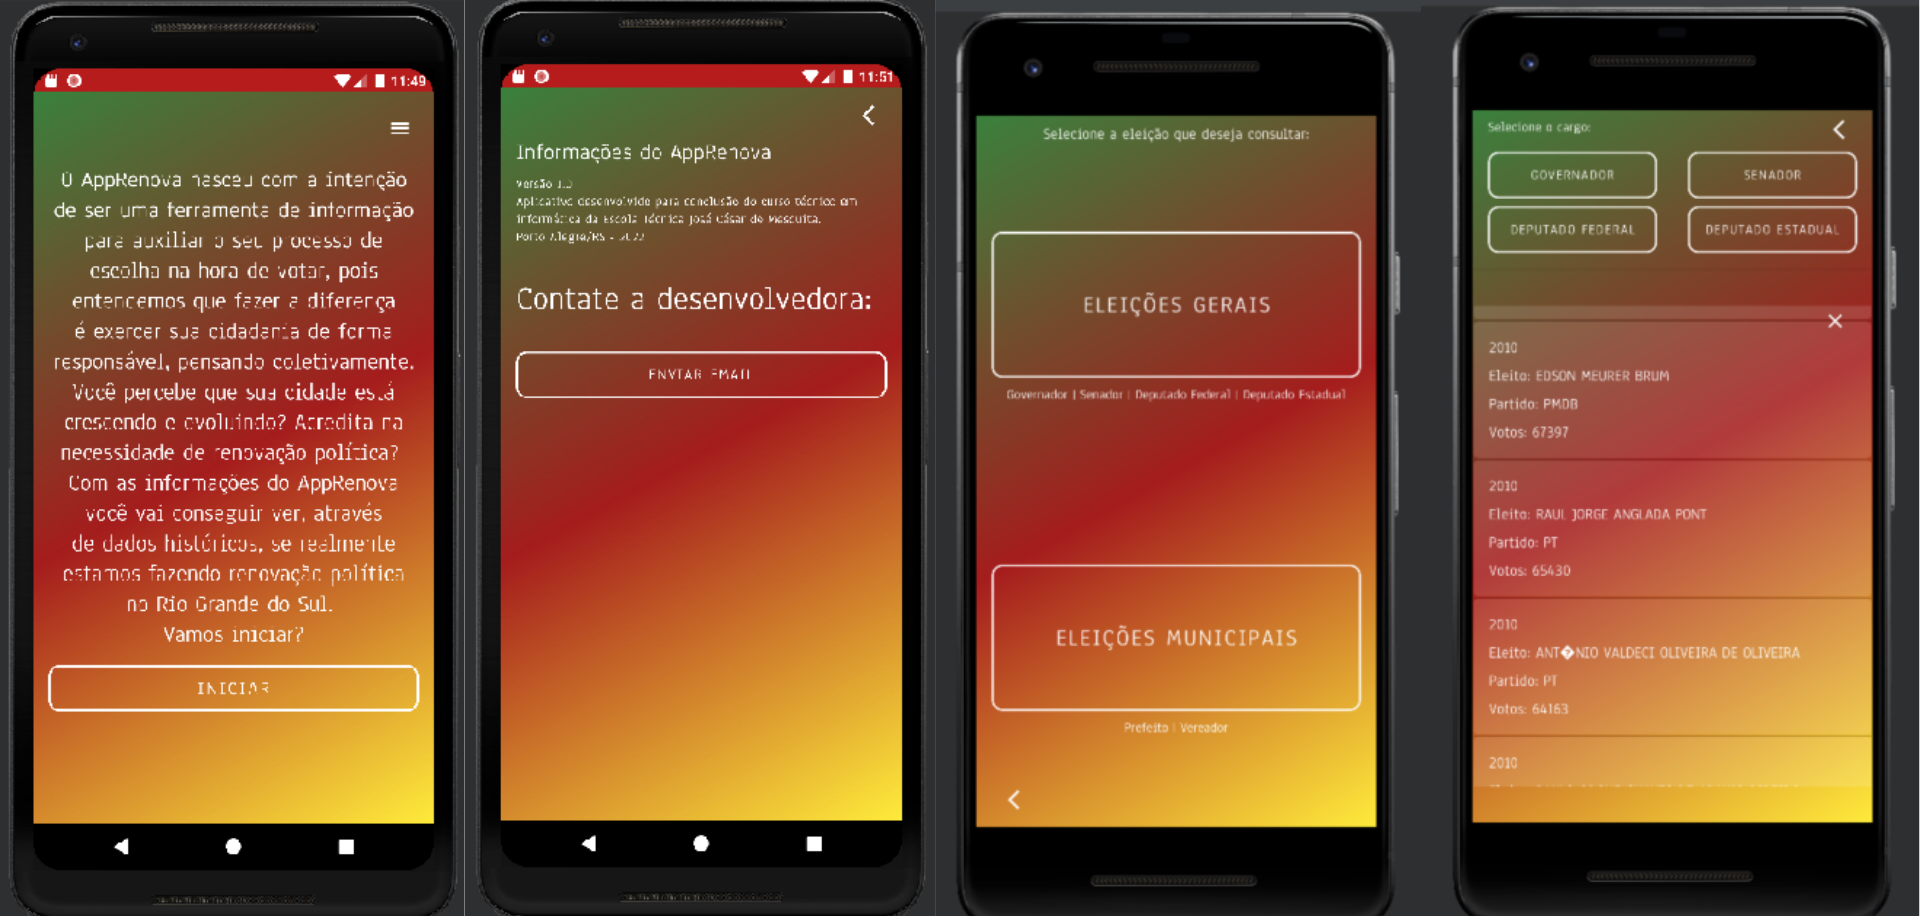 11:49
O AppRenova nasceu com a intenção
de ser uma ferramenta de informação
para auxiliar o seu processo de
escolha na hora de votar, pois
entendemos que fazer a diferença
é exercer sua cidadania de forma
responsável, pensando coletivamente.
Você percebe que sua cidade está
crescendo e evoluindo? Acredita na
necessidade de renovação política?
Com as informações do AppRenova
você vai conseguir ver, através
de dados históricos, se realmente
estamos fazendo renovação política
no Rio Grande do Sul.
Vamos iniciar?
INICIAR
11:51
Informações do AppRenova
Versão 1.0
Aplicativo desenvolvido para conclusão do curso técnico em
informática da Escola Técnica José César de Mesquita.
Porto Alegre/RS - 2022
Contate a desenvolvedora:
ENVIAR EMAIL
Selecione a eleição que deseja consultar:
ELEIÇÕES GERAIS
Governador | Senador | Deputado Federal | Deputado Estadual
ELEIÇÕES MUNICIPAIS
Prefeito | Vereador
Selecione o cargo:
GOVERNADOR
SENADOR
DEPUTADO FEDERAL
DEPUTADO ESTADUAL
2010
Eleito: EDSON MEURER BRUM
Partido: PMDB
Votos: 67397
2010
Eleito: RAUL JORGE ANGLADA PONT
Partido: PT
Votos: 65430
2010
Eleito: ANT�NIO VALDECI OLIVEIRA DE OLIVEIRA
Partido: PT
Votos: 64163
2010